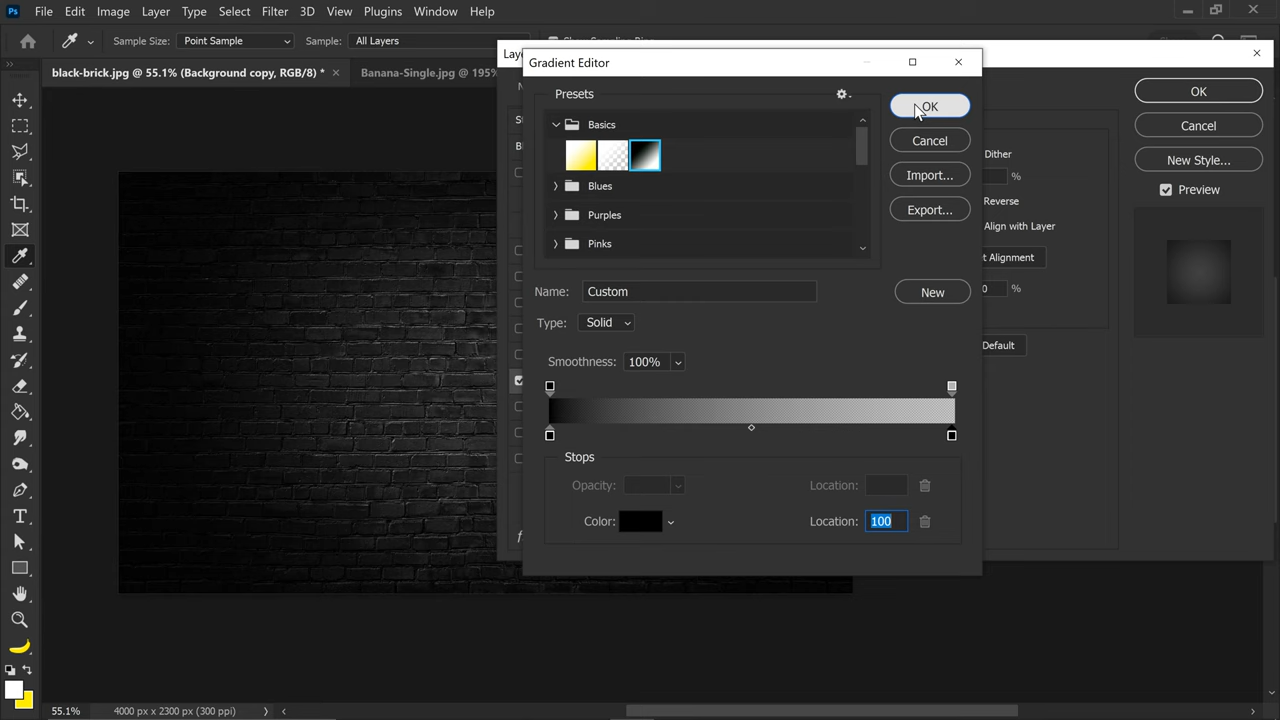 Ps File Edit Image Layer Type Select Filter 3D View Plugins Window Help
Sample Size: Point Sample Sample: All Layers
black-brick.jpg @ 55.1% (Background copy, RGB/8) * × Banana-Single.jpg @ 195%
Gradient Editor
Presets
OK
Basics
Cancel
Blues
Import...
Purples
Export...
Pinks
Name: Custom
New
Type: Solid
Smoothness: 100%
Stops
Opacity:
Location:
Color:
Location: 100
OK
Cancel
New Style...
Preview
Dither
%
Reverse
Align with Layer
t Alignment
0 %
Default
55.1% 4000 px x 2300 px (300 ppi)